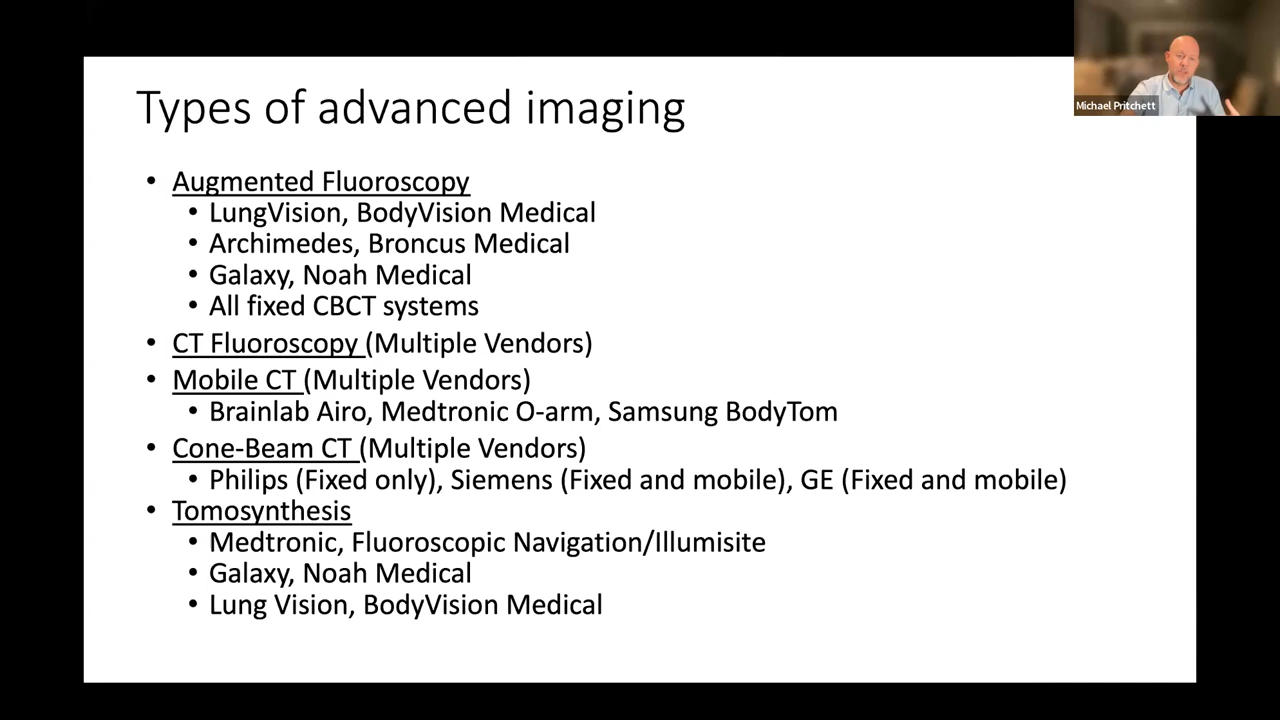 Types of advanced imaging
• Augmented Fluoroscopy
• LungVision, BodyVision Medical
• Archimedes, Broncus Medical
• Galaxy, Noah Medical
• All fixed CBCT systems
• CT Fluoroscopy (Multiple Vendors)
• Mobile CT (Multiple Vendors)
• Brainlab Airo, Medtronic O-arm, Samsung BodyTom
• Cone-Beam CT (Multiple Vendors)
• Philips (Fixed only), Siemens (Fixed and mobile), GE (Fixed and mobile)
• Tomosynthesis
• Medtronic, Fluoroscopic Navigation/Illumisite
• Galaxy, Noah Medical
• Lung Vision, BodyVision Medical
Michael Pritchett